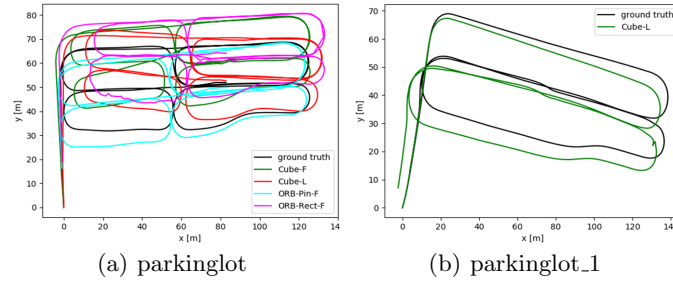 80
70
60
50
40
30
20
10
0
y [m]
0
20
40
60
80
100
120
14
x [m]
ground truth
Cube-F
Cube-L
ORB-Pin-F
ORB-Rect-F
(a) parkinglot
70
60
50
40
30
20
10
0
y [m]
0
20
40
60
80
100
120
140
x [m]
ground truth
Cube-L
(b) parkinglot_1